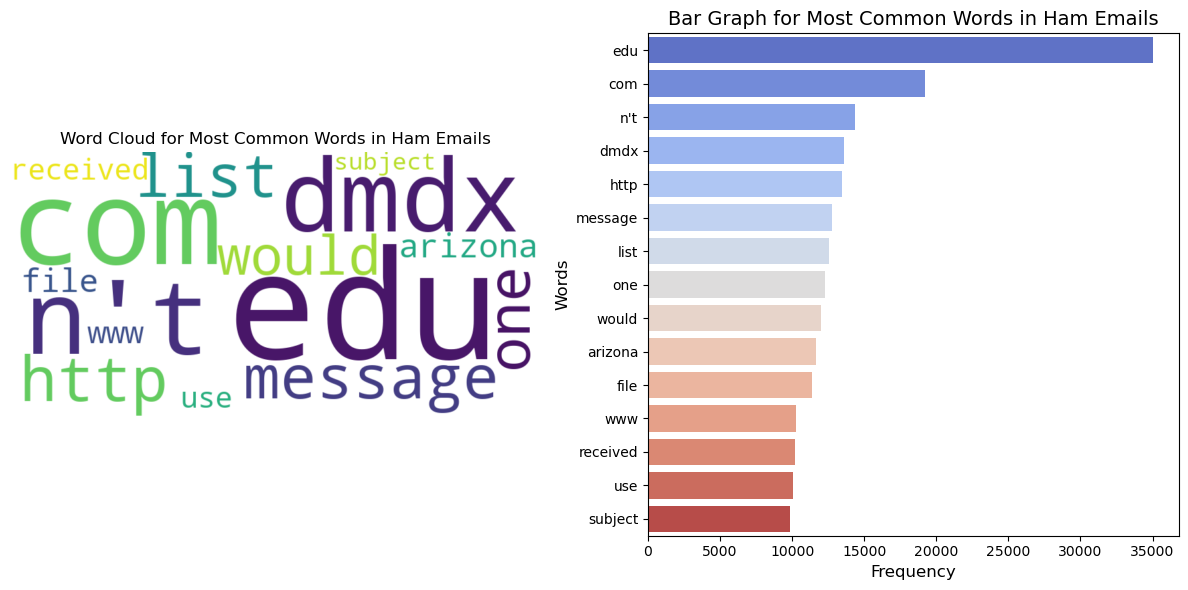 Word Cloud for Most Common Words in Ham Emails
received
list
subject
dmdx
com
would
arizona
file
n't
www
edu
one
http
use
message
Bar Graph for Most Common Words in Ham Emails
Words
edu
com
n't
dmdx
http
message
list
one
would
arizona
file
www
received
use
subject
0 5000 10000 15000 20000 25000 30000 35000
Frequency